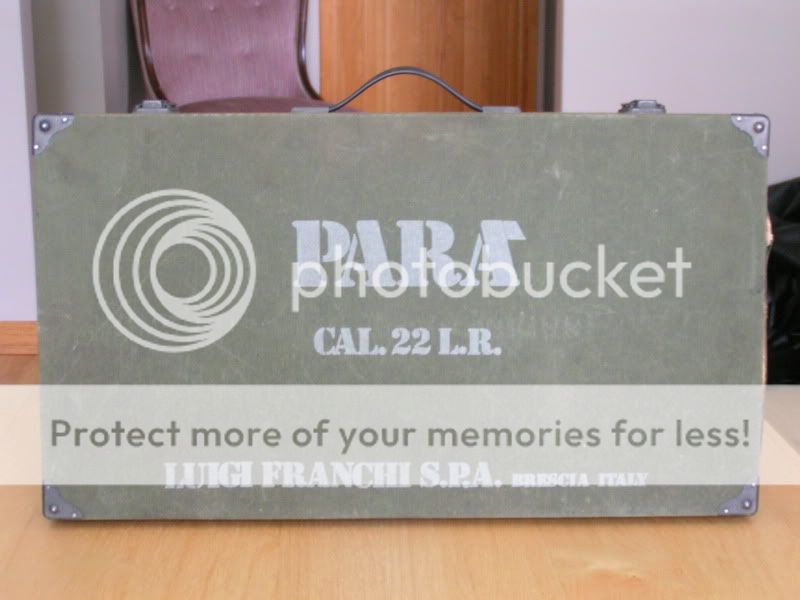 PARA
photobucket
CAL. 22 L.R.
Protect more of your memories for less!
LUIGI FRANCHI S.P.A. BRESCIA ITALY